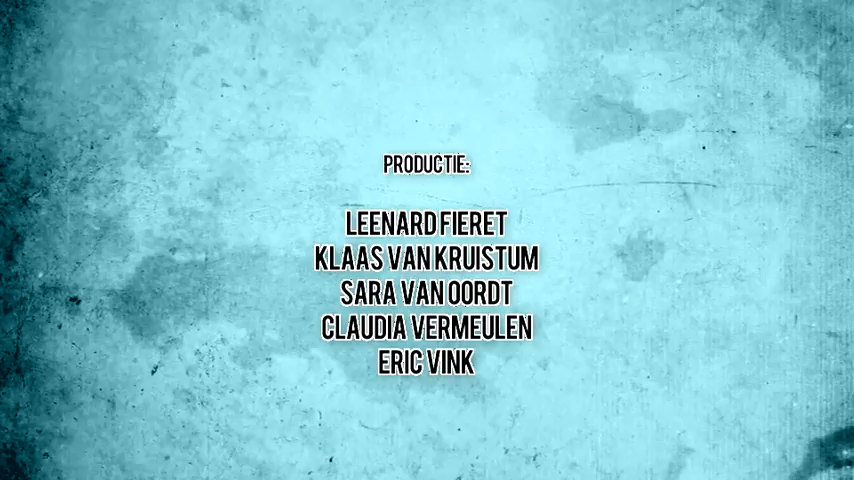 PRODUCTIE:
LEENARD FIERET
KLAAS VAN KRUISTUM
SARA VAN OORDT
CLAUDIA VERMEULEN
ERIC VINK